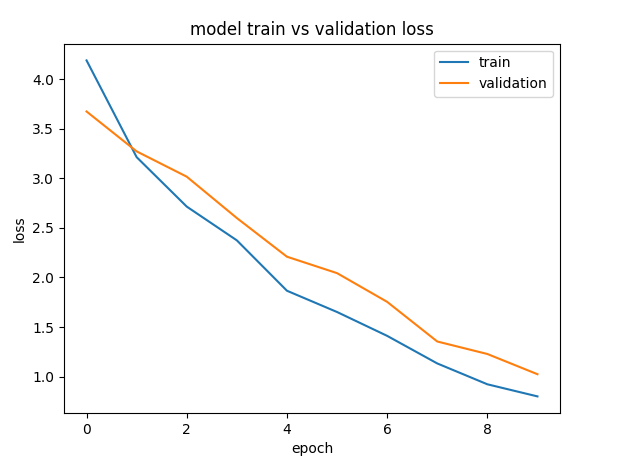 model train vs validation loss
train
validation
4.0
3.5
3.0
2.5
2.0
1.5
1.0
loss
0 2 4 6 8
epoch